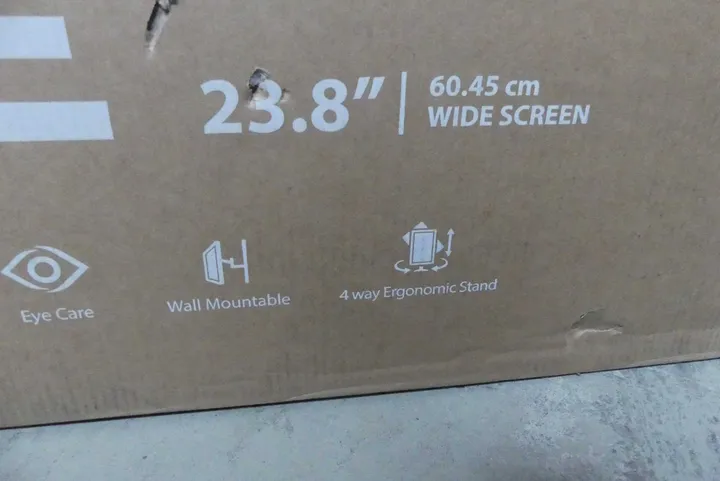 23.8"
60.45 cm
WIDE SCREEN
Eye Care
Wall Mountable
4 way Ergonomic Stand